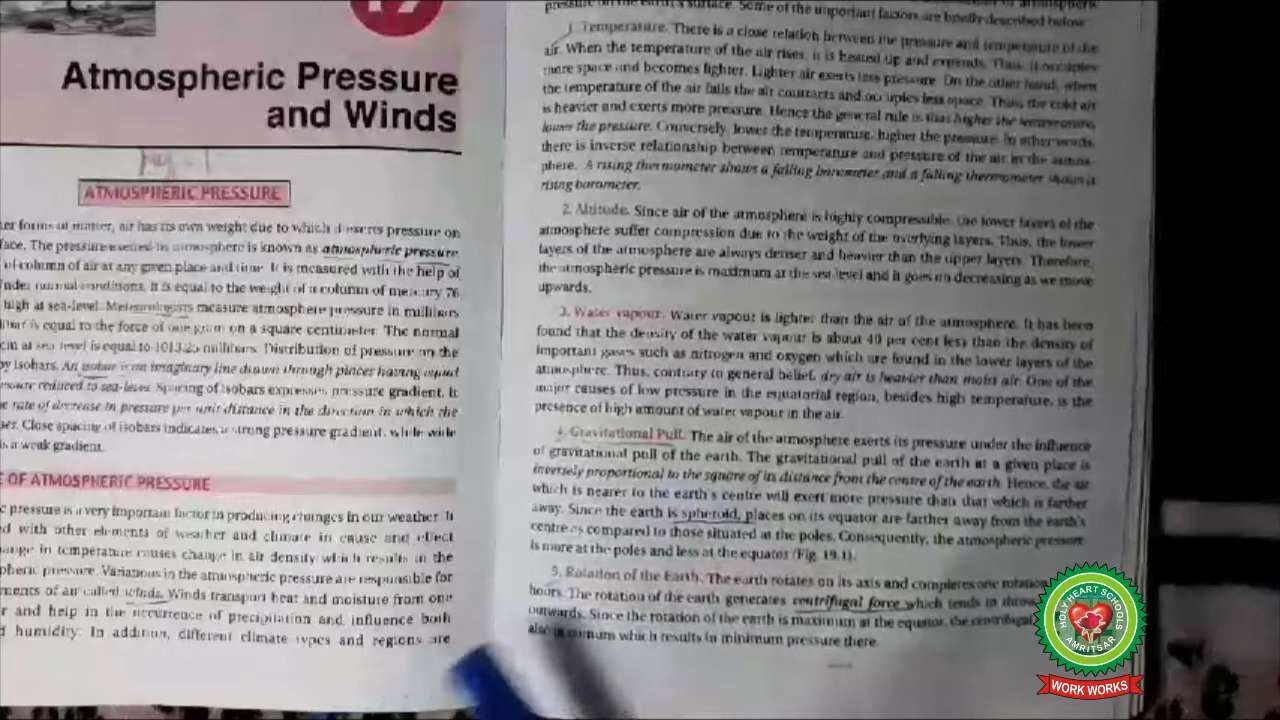 Atmospheric Pressure
and Winds
ATMOSPHERIC PRESSURE
forms of matter, air has its own weight due to which it exerts pressure on
face. The pressure exerted by atmosphere is known as atmospheric pressure
of column of air at any given place and time. It is measured with the help of
nder normal conditions, it is equal to the weight of a column of mercury 76
high at sea-level. Meteorologists measure atmosphere pressure in millibars
is equal to the force of one gram on a square centimeter. The normal
cm at sea level is equal to 1013.25 millibars. Distribution of pressure on the
by isobars. An isobar is an imaginary line drawn through places having equal
reduced to sea-level. Spacing of isobars expresses pressure gradient. It
rate of decrease in pressure per unit distance in the direction in which the
Close spacing of isobars indicates a strong pressure gradient, while wide
is a weak gradient.
E OF ATMOSPHERIC PRESSURE
c pressure is a very important factor in producing changes in our weather. It
d with other elements of weather and climate in cause and effect
in temperature causes change in air density which results in the
pheric pressure. Variations in the atmospheric pressure are responsible for
ments of air called winds. Winds transport heat and moisture from one
r and help in the occurrence of precipitation and influence both
d humidity. In addition, different climate types and regions are
pressure on the earth's surface. Some of the important factors are briefly described below
1. Temperature. There is a close relation between the pressure and temperature of the
air. When the temperature of the air rises, it is heated up and expands. Thus, it occupies
more space and becomes lighter. Lighter air exerts less pressure. On the other hand, when
the temperature of the air falls the air contracts and occupies less space. Thus, the cold air
is heavier and exerts more pressure. Hence the general rule is that higher the temperature,
lower the pressure. Conversely, lower the temperature, higher the pressure. In other words,
there is inverse relationship between temperature and pressure of the air in the atmos-
phere. A rising thermometer shows a falling barometer and a falling thermometer shows a
rising barometer.
2. Altitude. Since air of the atmosphere is highly compressible, the lower layers of the
atmosphere suffer compression due to the weight of the overlying layers. Thus, the lower
layers of the atmosphere are always denser and heavier than the upper layers. Therefore,
the atmospheric pressure is maximum at the sea level and it goes on decreasing as we move
upwards.
3. Water vapour. Water vapour is lighter than the air of the atmosphere. It has been
found that the density of the water vapour is about 40 per cent less than the density of
important gases such as nitrogen and oxygen which are found in the lower layers of the
atmosphere. Thus, contrary to general belief, dry air is heavier than moist air. One of the
major causes of low pressure in the equatorial region, besides high temperature, is the
presence of high amount of water vapour in the air.
4. Gravitational Pull. The air of the atmosphere exerts its pressure under the influence
of gravitational pull of the earth. The gravitational pull of the earth at a given place is
inversely proportional to the square of its distance from the centre of the earth. Hence, the air
which is nearer to the earth's centre will exert more pressure than that which is farther
away. Since the earth is spheroid, places on its equator are farther away from the earth's
centre as compared to those situated at the poles. Consequently, the atmospheric pressure
is more at the poles and less at the equator (Fig. 19.1).
5. Rotation of the Earth. The earth rotates on its axis and completes one rotation
hours. The rotation of the earth generates centrifugal force which tends to throw
outwards. Since the rotation of the earth is maximum at the equator, the centrifugal
also which results in minimum pressure there.
HOLY HEART SCHOOLS
AMRITSAR
WORK WORKS